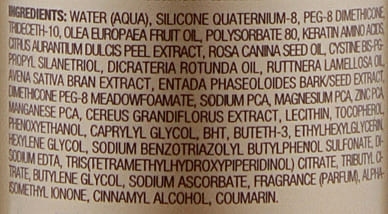 INGREDIENTS: WATER (AQUA), SILICONE QUATERNIUM-8, PEG-8 DIMETHICONE,
TRIDECETH-10, OLEA EUROPAEA FRUIT OIL, POLYSORBATE 80, KERATIN AMINO ACIDS,
CITRUS AURANTIUM DULCIS PEEL EXTRACT, ROSA CANINA SEED OIL, CYSTINE BIS-PG-
PROPYL SILANETRIOL, DICRATERIA ROTUNDA OIL, RUTTNERA LAMELLOSA OIL,
AVENA SATIVA BRAN EXTRACT, ENTADA PHASEOLOIDES BARK/SEED EXTRACT,
DIMETHICONE PEG-8 MEADOWFOAMATE, SODIUM PCA, MAGNESIUM PCA, ZINC PCA,
MANGANESE PCA, CEREUS GRANDIFLORUS EXTRACT, LECITHIN, TOCOPHEROL,
PHENOXYETHANOL, CAPRYLYL GLYCOL, BHT, BUTETH-3, ETHYLHEXYLGLYCERIN,
HEXYLENE GLYCOL, SODIUM BENZOTRIAZOLYL BUTYLPHENOL SULFONATE, DI-
SODIUM EDTA, TRIS(TETRAMETHYLHYDROXYPIPERIDINOL) CITRATE, TRIBUTYL CI-
TRATE, BUTYLENE GLYCOL, SODIUM ASCORBATE, FRAGRANCE (PARFUM), ALPHA-
ISOMETHYL IONONE, CINNAMYL ALCOHOL, COUMARIN.